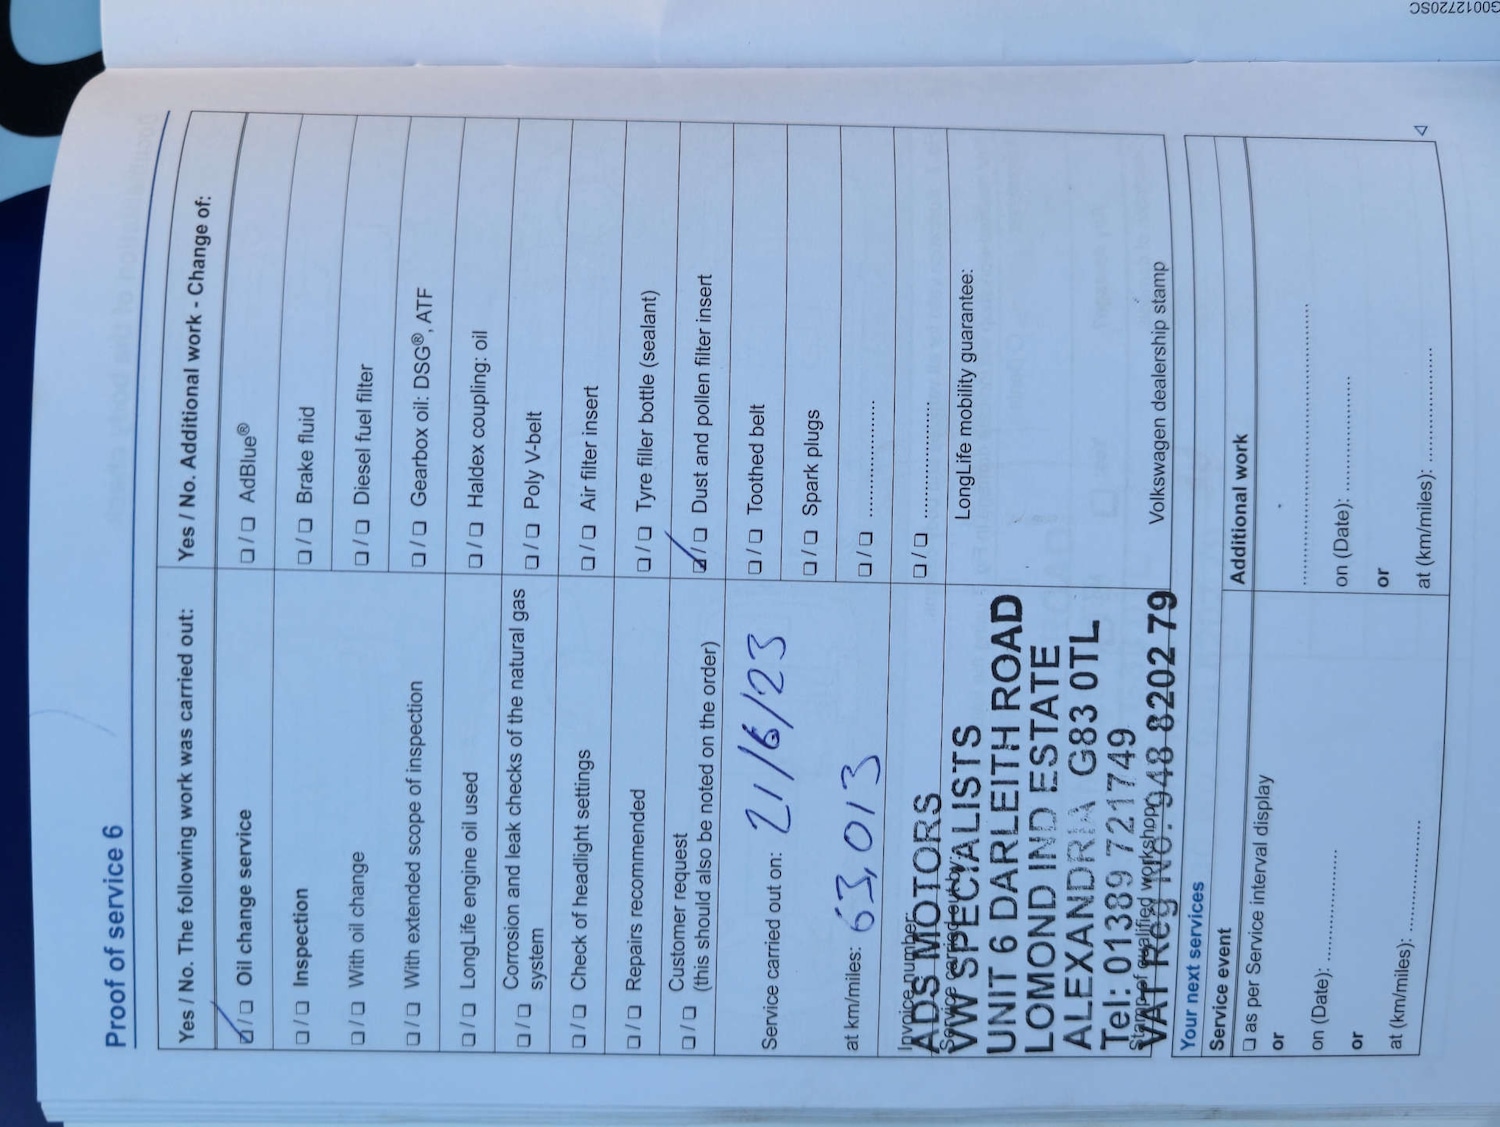 G0012720SC
Proof of service 6
Yes / No. The following work was carried out:
Yes / No. Additional work - Change of:
❑ / ❑ Oil change service
❑ / ❑ AdBlue®
❑ / ❑ Inspection
❑ / ❑ Brake fluid
❑ / ❑ With oil change
❑ / ❑ Diesel fuel filter
❑ / ❑ With extended scope of inspection
❑ / ❑ Gearbox oil: DSG®, ATF
❑ / ❑ LongLife engine oil used
❑ / ❑ Haldex coupling: oil
❑ / ❑ Corrosion and leak checks of the natural gas
system
❑ / ❑ Poly V-belt
❑ / ❑ Check of headlight settings
❑ / ❑ Air filter insert
❑ / ❑ Repairs recommended
❑ / ❑ Tyre filler bottle (sealant)
❑ / ❑ Customer request
(this should also be noted on the order)
❑ / ❑ Dust and pollen filter insert
Service carried out on: 21/6/23
❑ / ❑ Toothed belt
❑ / ❑ Spark plugs
at km/miles: 63,013
❑ / ❑ ....................
❑ / ❑ ....................
Invoice number:
ADS MOTORS
Service carried out by:
VW SPECIALISTS
UNIT 6 DARLEITH ROAD
LOMOND IND ESTATE
ALEXANDRIA G83 0TL
Tel: 01389 721749
Stamp of qualified workshop
VAT Reg No. 948 8202 79
LongLife mobility guarantee:
Volkswagen dealership stamp
Your next services
Service event
Additional work
❑ as per Service interval display
or
on (Date): ....................
or
at (km/miles): ....................
....................
on (Date): ....................
or
at (km/miles): ....................